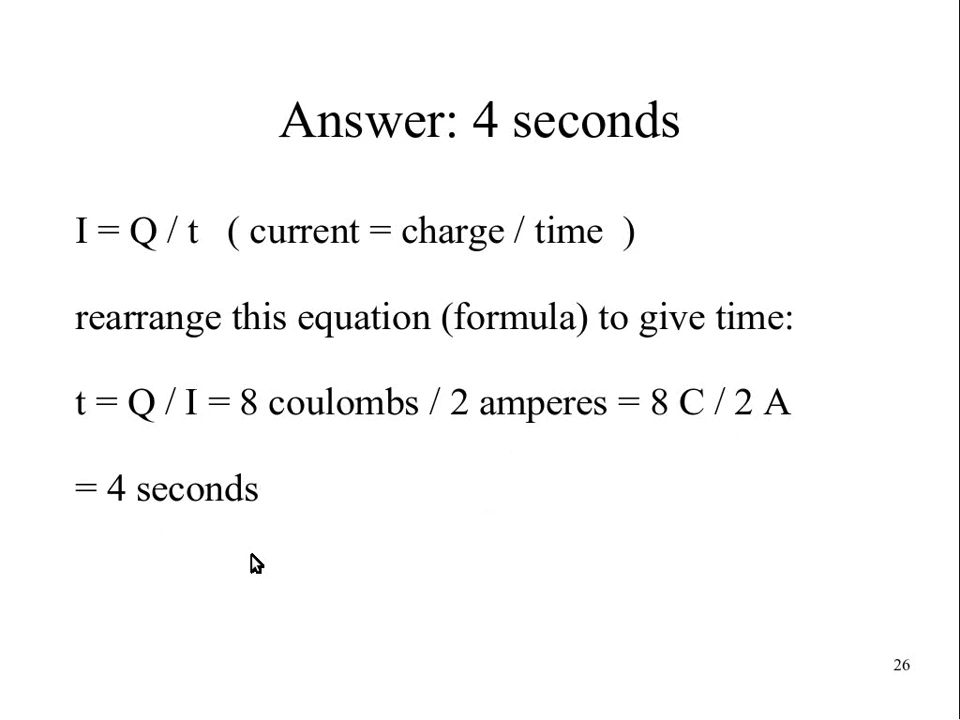 Answer: 4 seconds
I = Q / t ( current = charge / time )
rearrange this equation (formula) to give time:
t = Q / I = 8 coulombs / 2 amperes = 8 C / 2 A
= 4 seconds
26